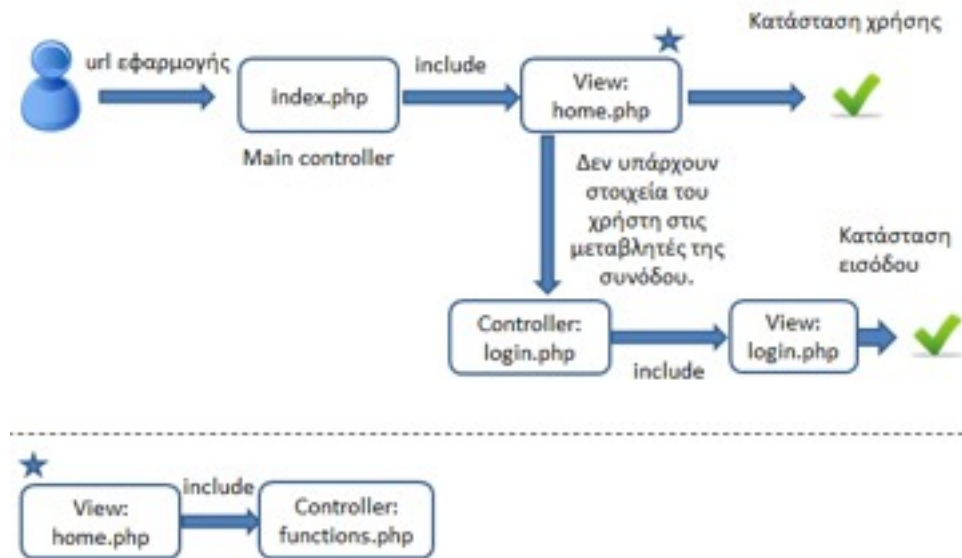 Κατάσταση χρήσης
url εφαρμογής
include
index.php
View:
home.php
Main controller
Δεν υπάρχουν
στοιχεία του
χρήστη στις
μεταβλητές της
συνόδου.
Κατάσταση
εισόδου
Controller:
login.php
include
View:
login.php
View:
home.php
include
Controller:
functions.php